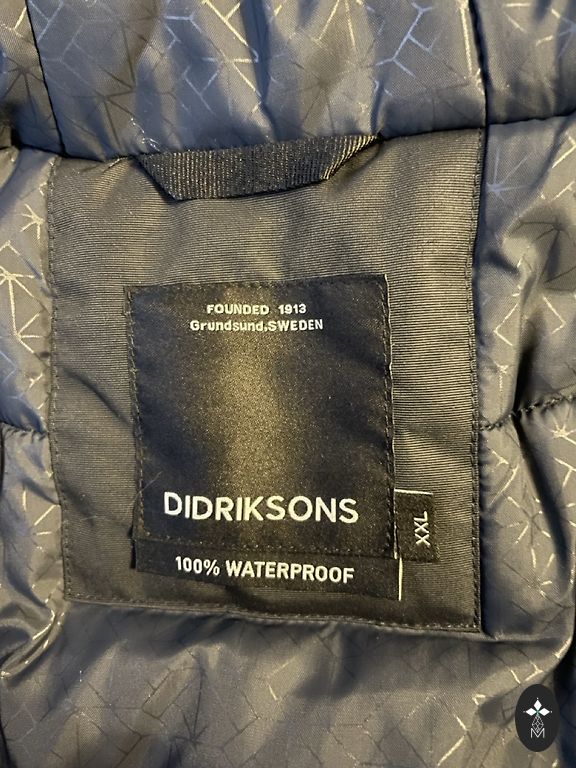 FOUNDED 1913
Grundsund,SWEDEN
DIDRIKSONS
XXL
100% WATERPROOF
M